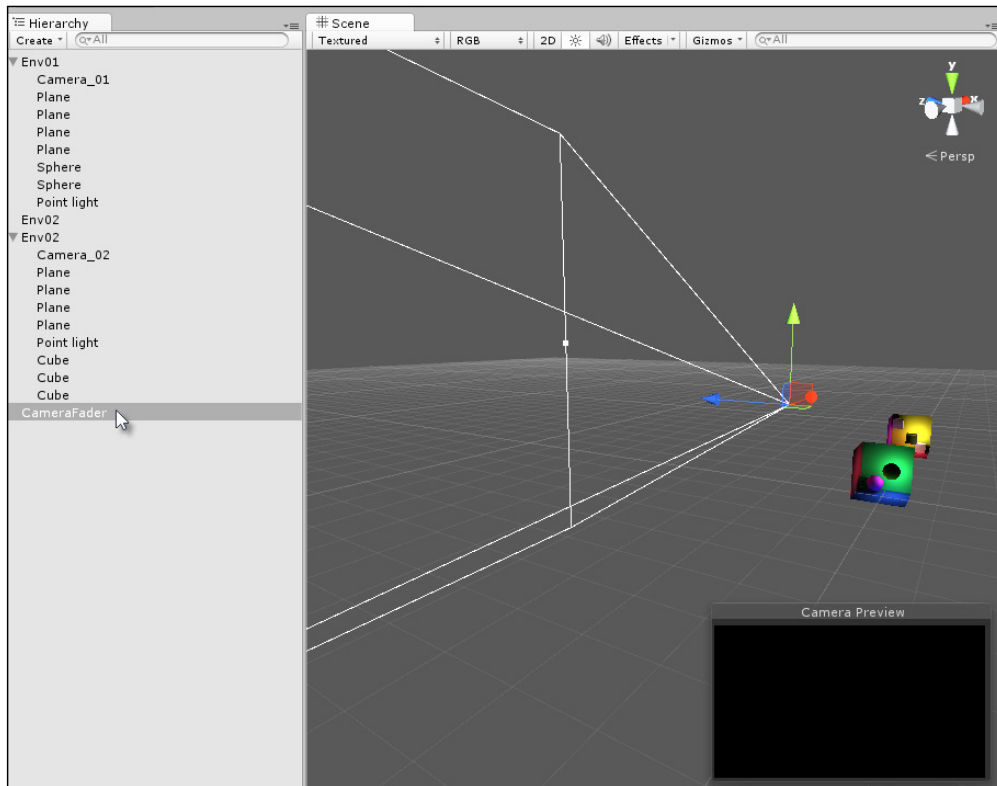 Hierarchy
Create
All
Env01
Camera_01
Plane
Plane
Plane
Plane
Sphere
Sphere
Point light
Env02
Env02
Camera_02
Plane
Plane
Plane
Plane
Point light
Cube
Cube
Cube
CameraFader
Scene
Textured
RGB
2D
Effects
Gizmos
All
y
z
x
Persp
Camera Preview